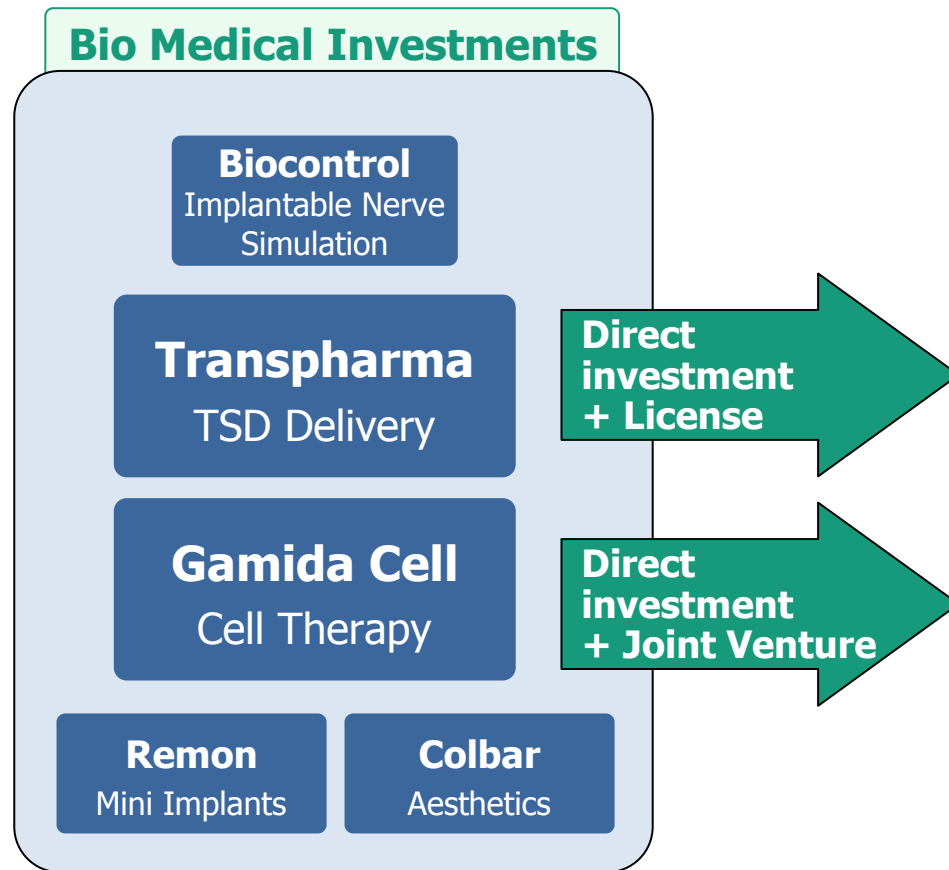 Bio Medical Investments
Biocontrol
Implantable Nerve
Simulation
Transpharma
TSD Delivery
Direct
investment
+ License
Gamida Cell
Cell Therapy
Direct
investment
+ Joint Venture
Remon
Mini Implants
Colbar
Aesthetics